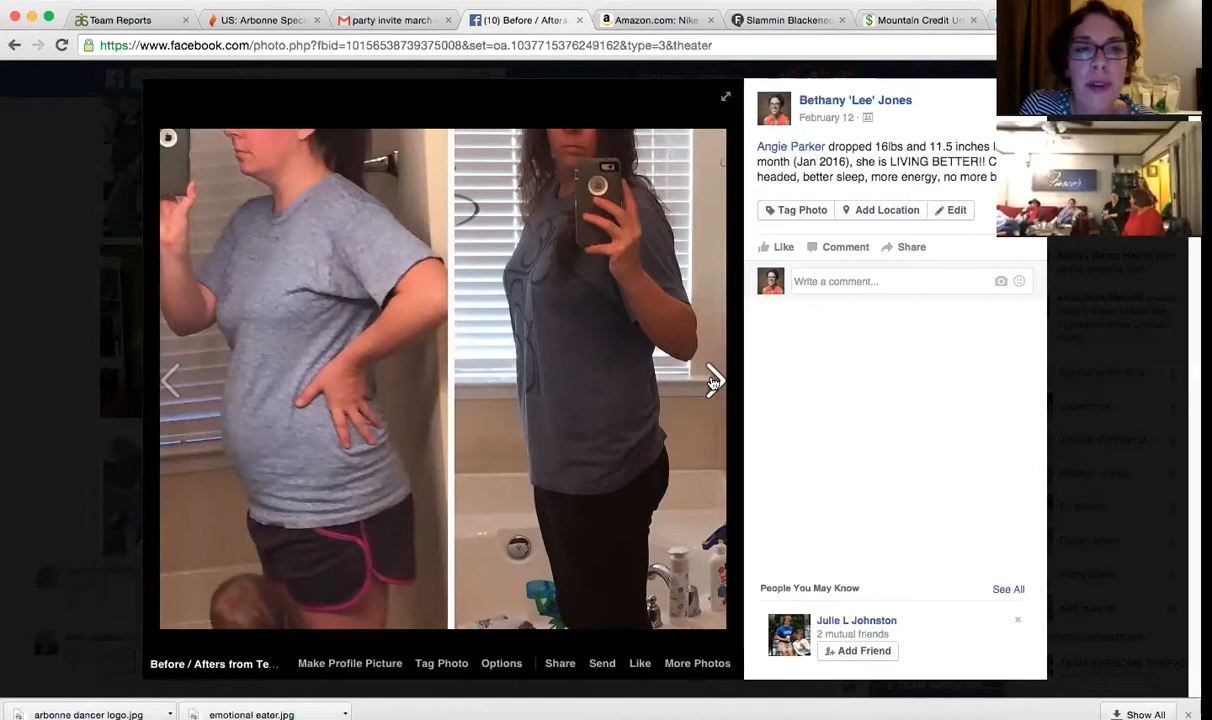 Team Reports
US: Arbonne Speci
party invite march
(10) Before / Afters
Amazon.com: Nike
Slammin Blackened
Mountain Credit Un
https://www.facebook.com/photo.php?fbid=10156538739375008&set=oa.1037715376249162&type=3&theater
Bethany 'Lee' Jones
February 12
Angie Parker dropped 16lbs and 11.5 inches
month (Jan 2016), she is LIVING BETTER!! C
headed, better sleep, more energy, no more b
Tag Photo Add Location Edit
Like Comment Share
Write a comment...
People You May Know See All
Julie L Johnston
2 mutual friends
Add Friend
Before / Afters from Te... Make Profile Picture Tag Photo Options Share Send Like More Photos
arbonne dancer logo.jpg emotional eater.jpg Show All